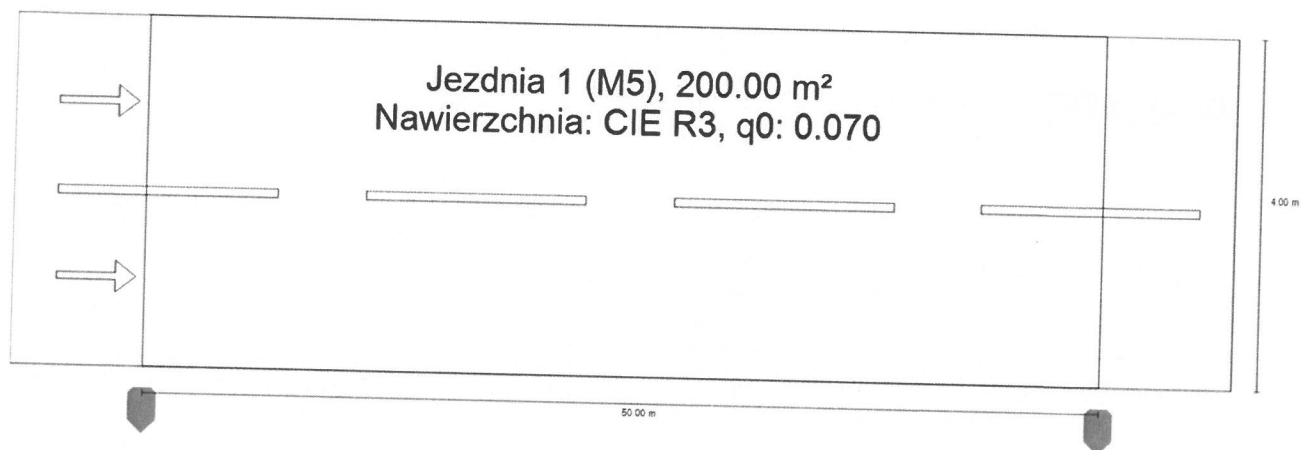 Jezdnia 1 (M5), 200.00 m²
Nawierzchnia: CIE R3, q0: 0.070
4.00 m
50.00 m